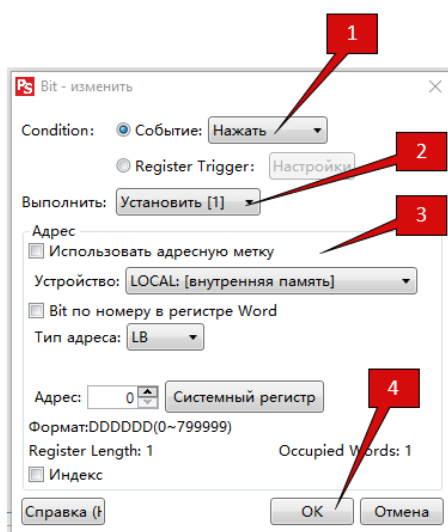 1
PS Bit - изменить
Condition: Событие: Нажать
2
Register Trigger: Настройки
Выполнить: Установить [1]
3
Адрес
Использовать адресную метку
Устройство: LOCAL: [внутренняя память]
Bit по номеру в регистре Word
Тип адреса: LB
4
Адрес: 0 Системный регистр
Формат:DDDDDD(0~799999)
Register Length: 1 Occupied Words: 1
Индекс
Справка (H OK Отмена